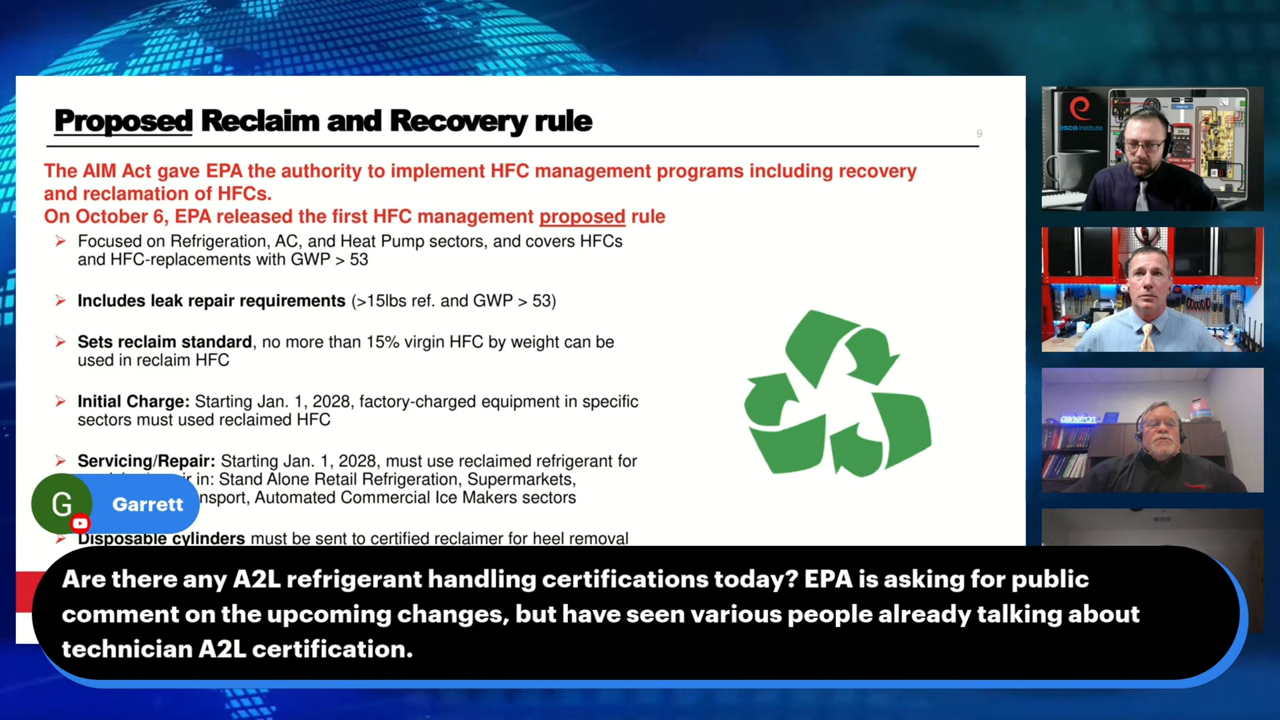 Proposed Reclaim and Recovery rule
9
The AIM Act gave EPA the authority to implement HFC management programs including recovery
and reclamation of HFCs.
On October 6, EPA released the first HFC management proposed rule
Focused on Refrigeration, AC, and Heat Pump sectors, and covers HFCs
and HFC-replacements with GWP > 53
Includes leak repair requirements (>15lbs ref. and GWP > 53)
Sets reclaim standard, no more than 15% virgin HFC by weight can be
used in reclaim HFC
Initial Charge: Starting Jan. 1, 2028, factory-charged equipment in specific
sectors must used reclaimed HFC
Servicing/Repair: Starting Jan. 1, 2028, must use reclaimed refrigerant for
in: Stand Alone Retail Refrigeration, Supermarkets,
Automated Commercial Ice Makers sectors
Disposable cylinders must be sent to certified reclaimer for heel removal
G
Garrett
Are there any A2L refrigerant handling certifications today? EPA is asking for public
comment on the upcoming changes, but have seen various people already talking about
technician A2L certification.
esco institute